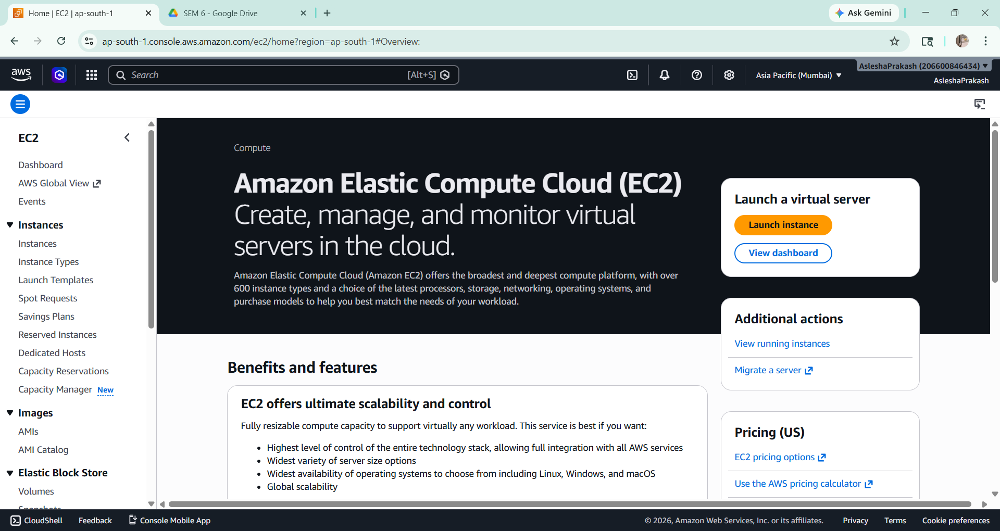 Home | EC2 | ap-south-1
SEM 6 - Google Drive
Ask Gemini
ap-south-1.console.aws.amazon.com/ec2/home?region=ap-south-1#Overview:
aws
Search
[Alt+S]
Asia Pacific (Mumbai)
AsleshaPrakash (206600846434)
AsleshaPrakash
EC2
Dashboard
AWS Global View
Events
Instances
Instances
Instance Types
Launch Templates
Spot Requests
Savings Plans
Reserved Instances
Dedicated Hosts
Capacity Reservations
Capacity Manager New
Images
AMIs
AMI Catalog
Elastic Block Store
Volumes
Snapshots
Compute
Amazon Elastic Compute Cloud (EC2)
Create, manage, and monitor virtual
servers in the cloud.
Amazon Elastic Compute Cloud (Amazon EC2) offers the broadest and deepest compute platform, with over
600 instance types and a choice of the latest processors, storage, networking, operating systems, and
purchase models to help you best match the needs of your workload.
Launch a virtual server
Launch instance
View dashboard
Additional actions
View running instances
Migrate a server
Benefits and features
EC2 offers ultimate scalability and control
Fully resizable compute capacity to support virtually any workload. This service is best if you want:
• Highest level of control of the entire technology stack, allowing full integration with all AWS services
• Widest variety of server size options
• Widest availability of operating systems to choose from including Linux, Windows, and macOS
• Global scalability
Pricing (US)
EC2 pricing options
Use the AWS pricing calculator
CloudShell
Feedback
Console Mobile App
© 2026, Amazon Web Services, Inc. or its affiliates.
Privacy
Terms
Cookie preferences